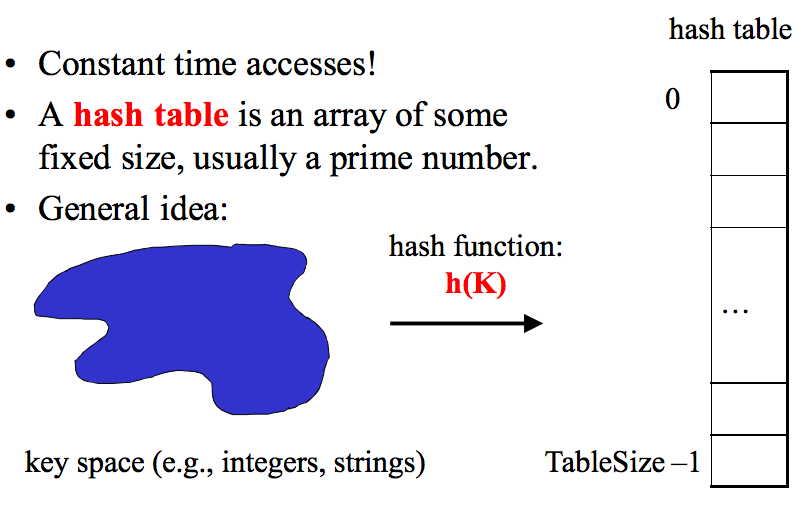 hash table
• Constant time accesses!
• A hash table is an array of some
fixed size, usually a prime number.
• General idea:
0
hash function:
h(K)
…
key space (e.g., integers, strings)
TableSize –1